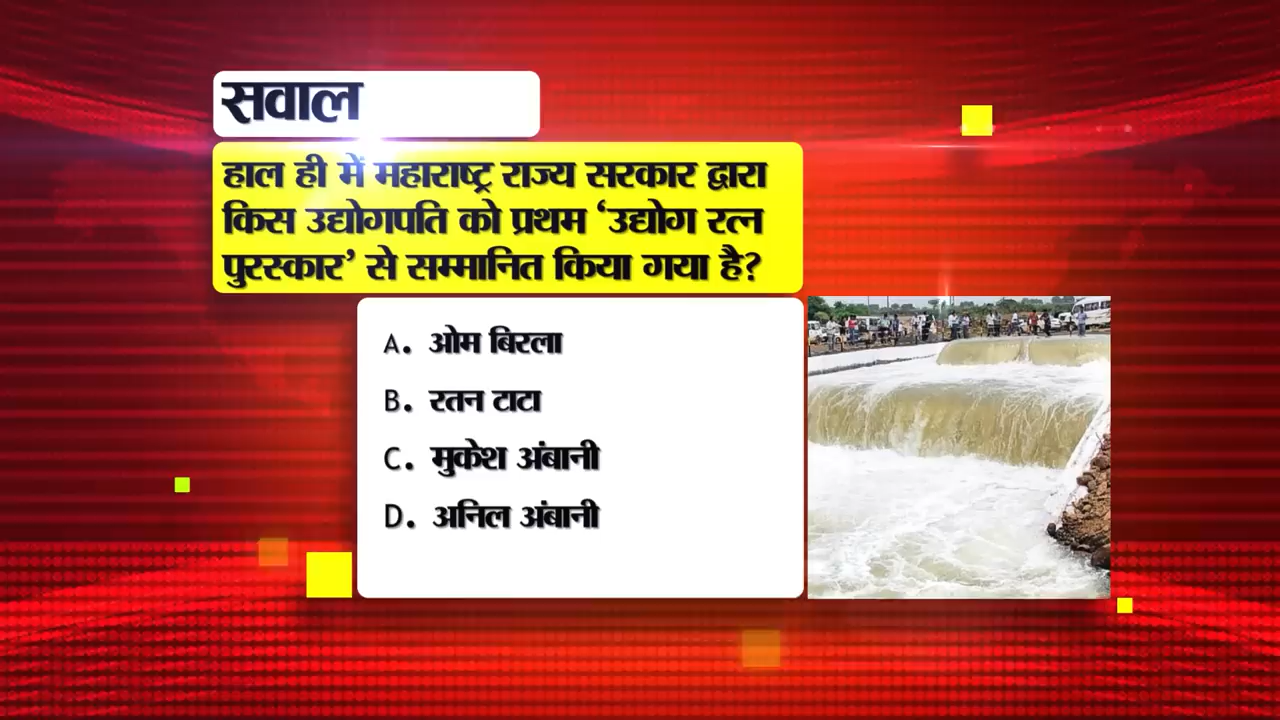 सवाल
हाल ही में महाराष्ट्र राज्य सरकार द्वारा
किस उद्योगपति को प्रथम ‘उद्योग रत्न
पुरस्कार’ से सम्मानित किया गया है?
A. ओम बिरला
B. रतन टाटा
C. मुकेश अंबानी
D. अनिल अंबानी